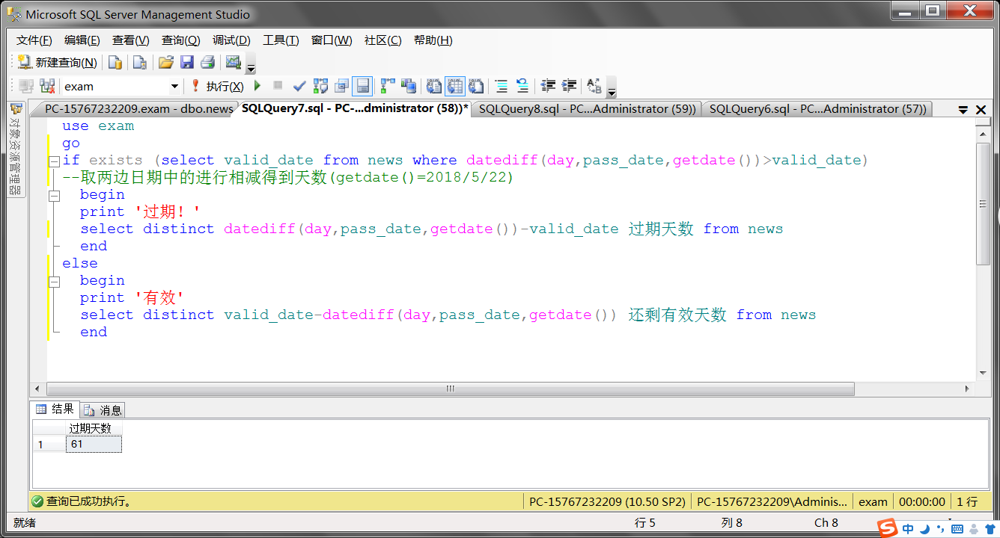 Microsoft SQL Server Management Studio
文件(F) 编辑(E) 查看(V) 查询(Q) 调试(D) 工具(T) 窗口(W) 社区(C) 帮助(H)
新建查询(N)
exam 执行(X)
PC-15767232209.exam - dbo.news SQLQuery7.sql - PC-...dministrator (58))* SQLQuery8.sql - PC...Administrator (59)) SQLQuery6.sql - PC...Administrator (57))
对象资源管理器
use exam
go
if exists (select valid_date from news where datediff(day,pass_date,getdate())>valid_date)
--取两边日期中的进行相减得到天数(getdate()=2018/5/22)
begin
print '过期！'
select distinct datediff(day,pass_date,getdate())-valid_date 过期天数 from news
end
else
begin
print '有效'
select distinct valid_date-datediff(day,pass_date,getdate()) 还剩有效天数 from news
end
结果 消息
过期天数
1 61
查询已成功执行。 PC-15767232209 (10.50 SP2) PC-15767232209\Adminis... exam 00:00:00 1 行
就绪 行 5 列 8 Ch 8
S 中